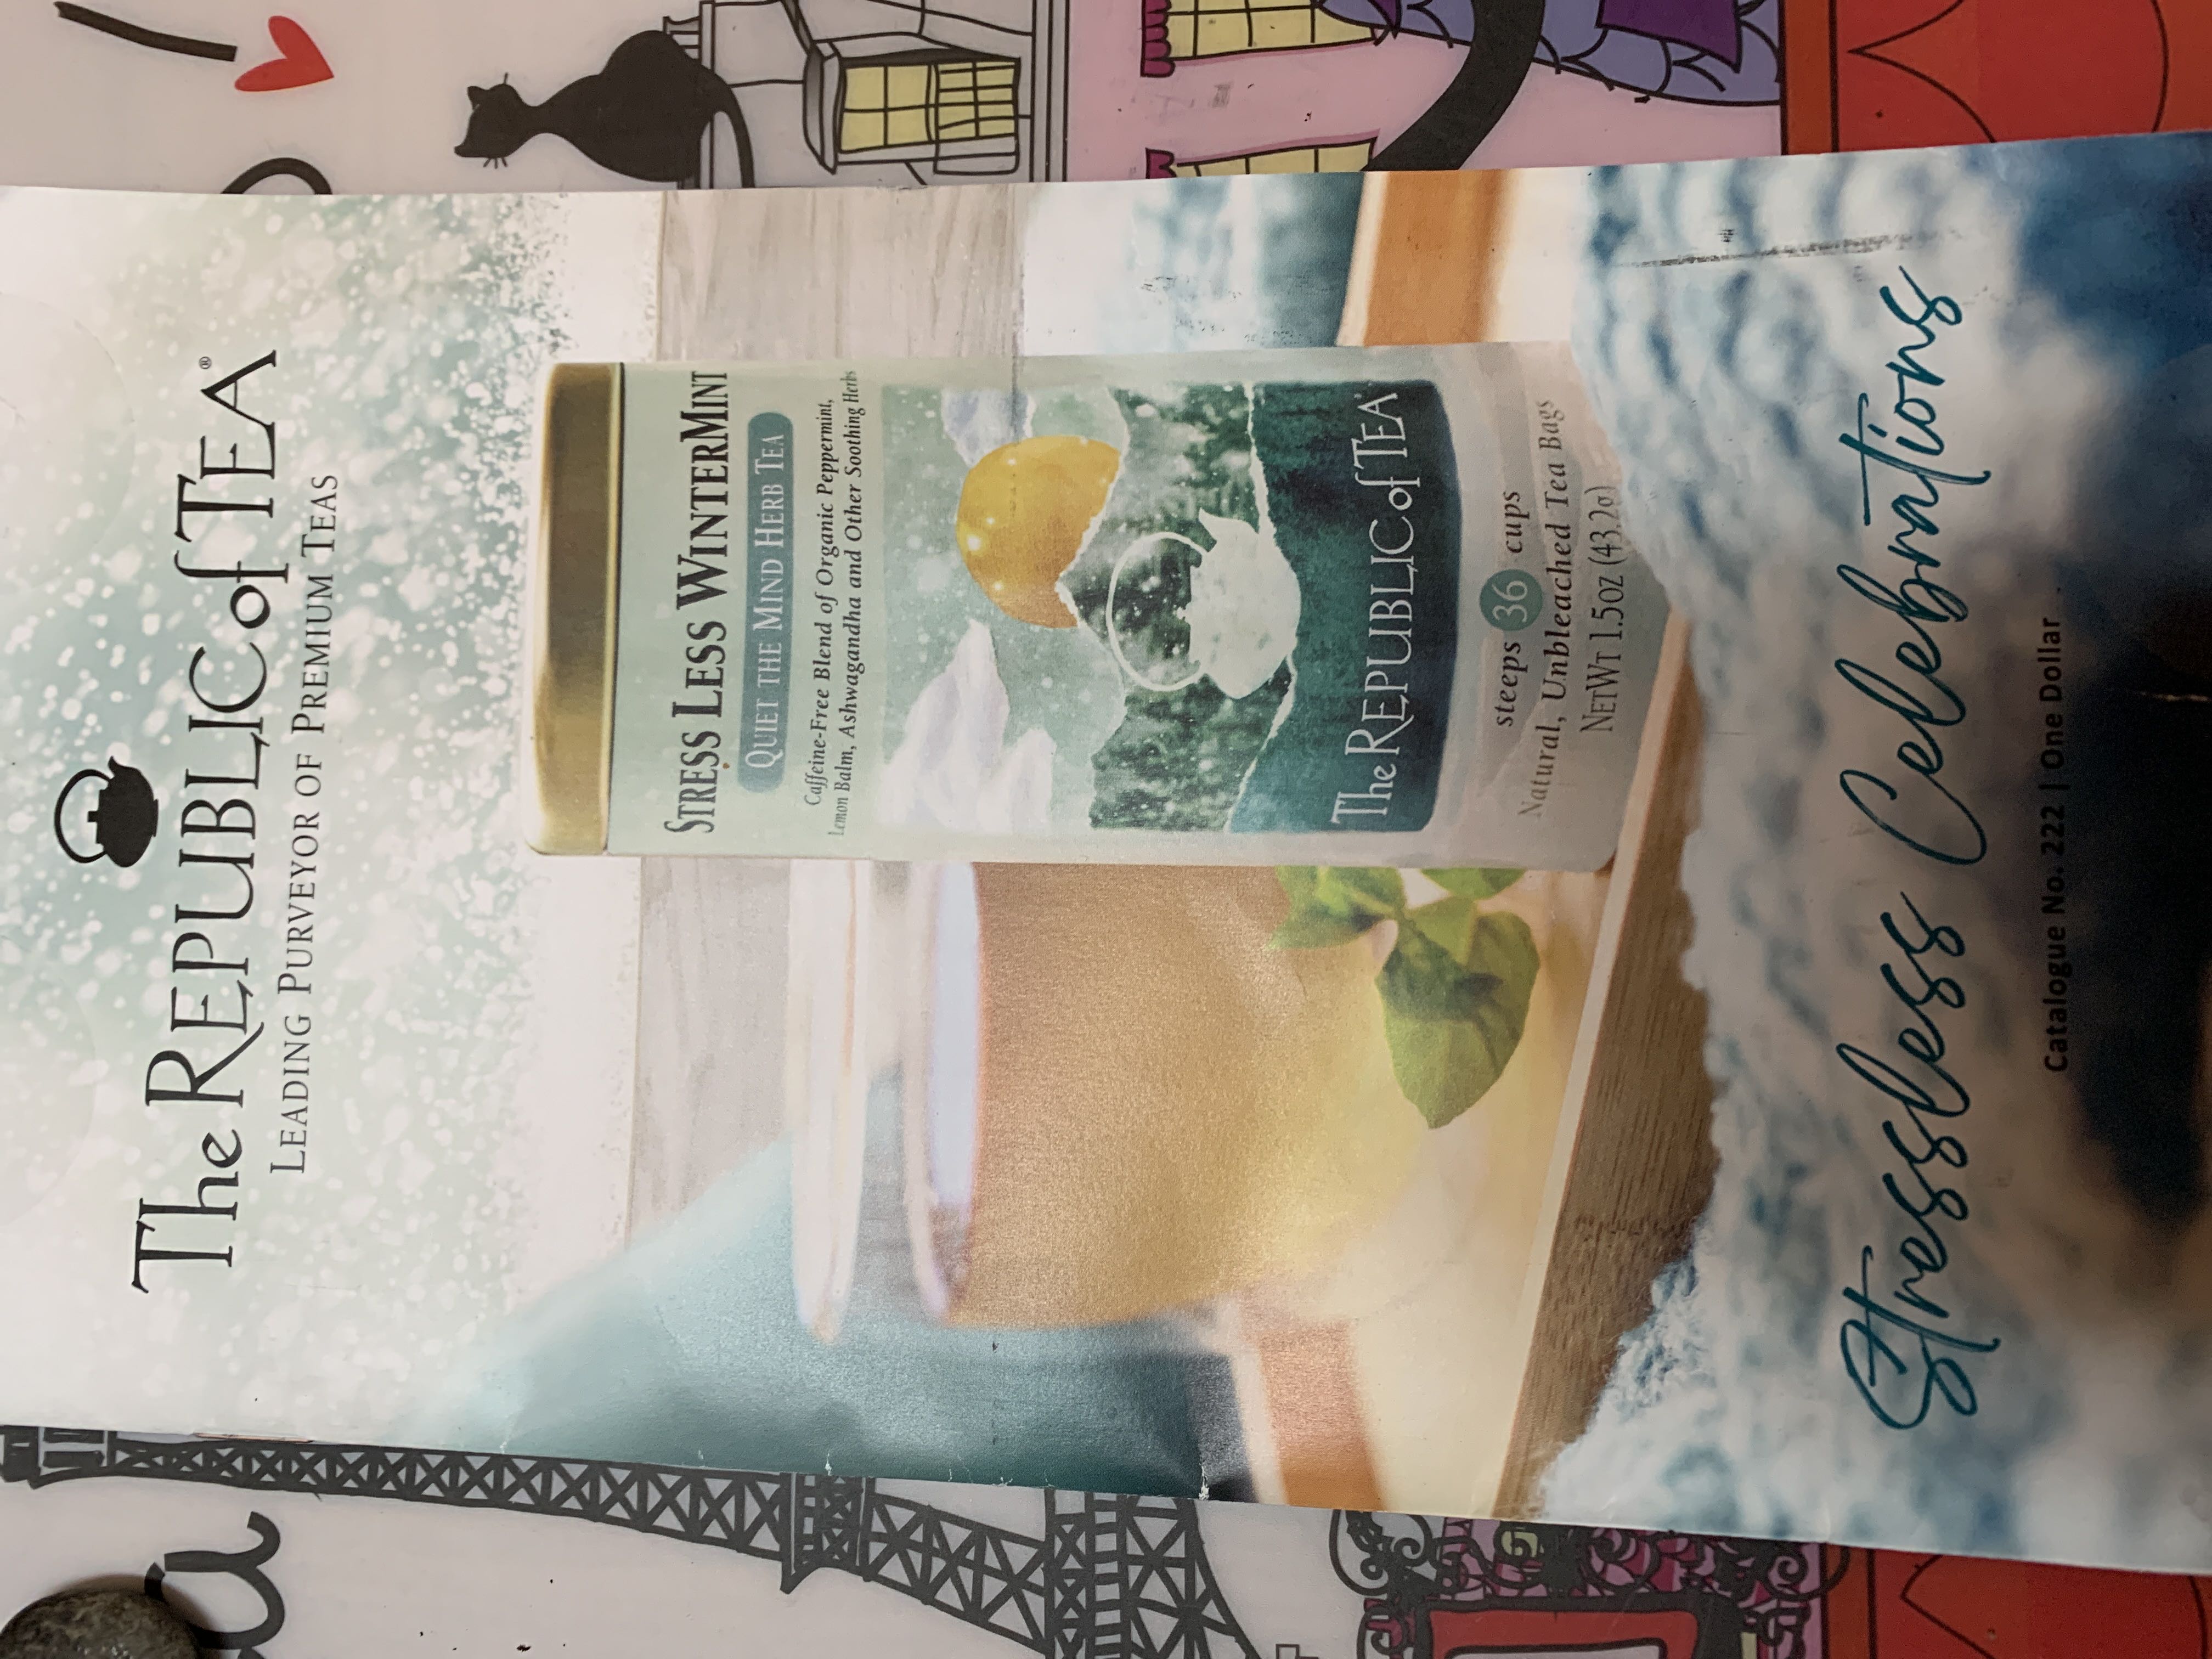 The REPUBLIC of TEA®
LEADING PURVEYOR OF PREMIUM TEAS
STRESS LESS WINTERMINT
QUIET THE MIND HERB TEA
Caffeine-Free Blend of Organic Peppermint,
Lemon Balm, Ashwagandha and Other Soothing Herbs
The REPUBLIC of TEA
steeps 36 cups
Natural, Unbleached Tea Bags
NET WT 1.5oz (43.2g)
Stressless Celebrations
Catalogue No. 222 | One Dollar